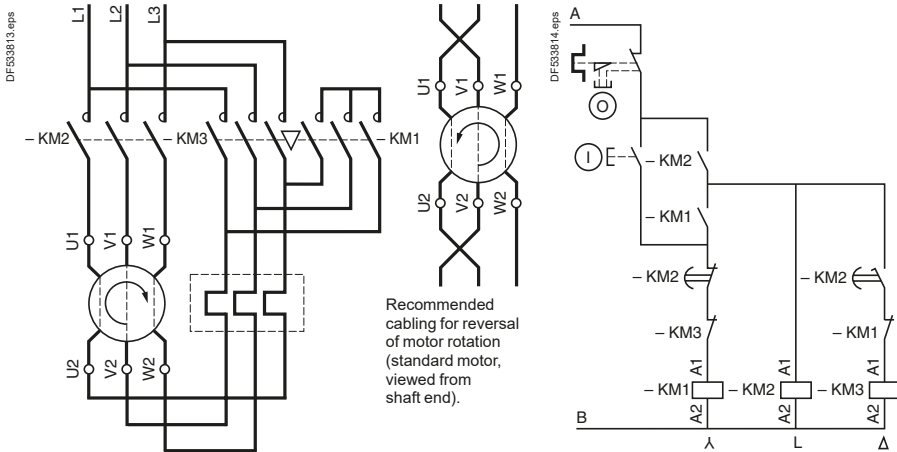 DF533813.eps
L1
L2
L3
– KM2
– KM3
– KM1
U1
V1
W1
U2
V2
W2
U1
V1
W1
U2
V2
W2
Recommended
cabling for reversal
of motor rotation
(standard motor,
viewed from
shaft end).
DF533814.eps
A
O
I
– KM2
– KM1
– KM2
– KM2
– KM3
– KM1
A1
A1
A1
– KM1
– KM2
– KM3
A2
A2
A2
B
⅄
L
Δ